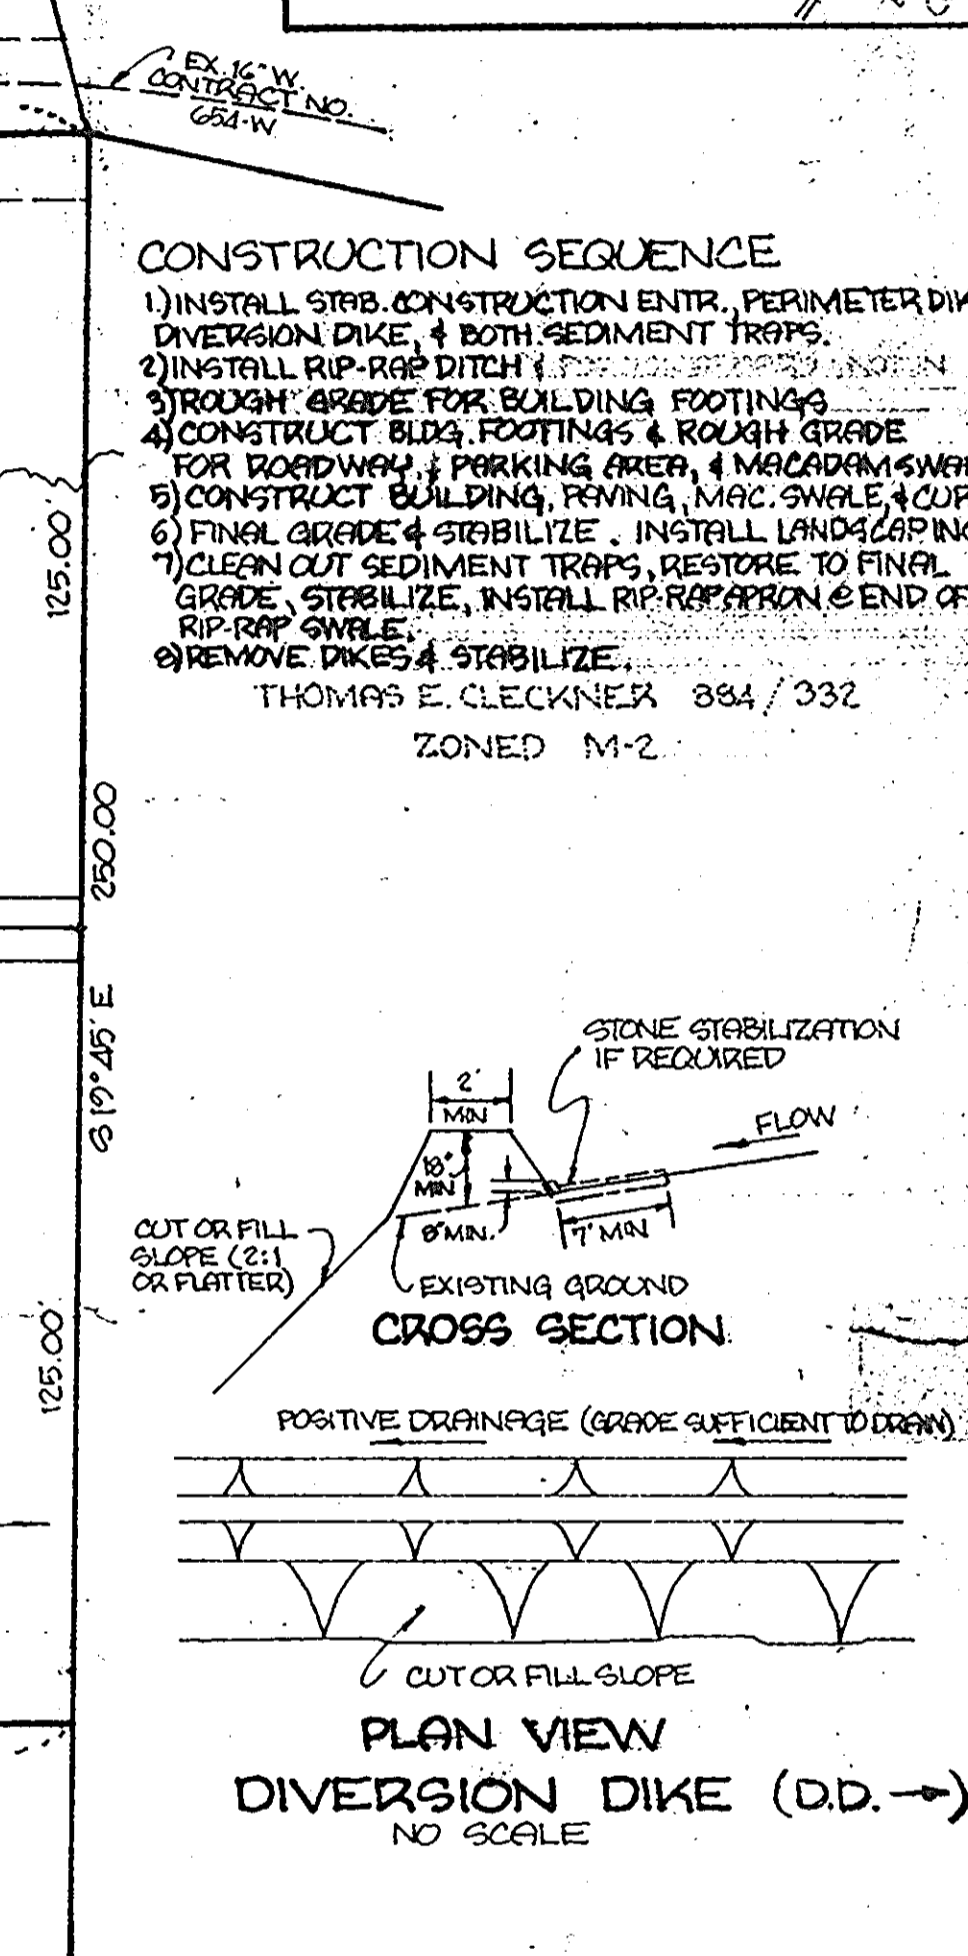 EX. 16" W.
CONTRACT NO.
654-W
CONSTRUCTION SEQUENCE
1.) INSTALL STAB. CONSTRUCTION ENTR., PERIMETER
DIVERSION DIKE, & BOTH SEDIMENT TRAPS.
2) INSTALL RIP-RAP DITCH &
3) ROUGH GRADE FOR BUILDING FOOTINGS
4) CONSTRUCT BLDG. FOOTINGS & ROUGH GRADE
FOR ROADWAY, & PARKING AREA, & MACADAM
5) CONSTRUCT BUILDING, PAVING, MAC. SWALE, &
6) FINAL GRADE & STABILIZE. INSTALL
7) CLEAN OUT SEDIMENT TRAPS, RESTORE TO FINAL
GRADE, STABILIZE, INSTALL RIP-RAP APRON @ END OF
RIP-RAP SWALE.
8) REMOVE DIKES & STABILIZE.
THOMAS E. CLECKNER 884/332
ZONED M-2
125.00'
250.00
S 19° 45' E
125.00'
STONE STABILIZATION
IF REQUIRED
2'
MIN
FLOW
18"
MIN
8" MIN.
7' MIN
CUT OR FILL
SLOPE (2:1
OR FLATTER)
EXISTING GROUND
CROSS SECTION
POSITIVE DRAINAGE (GRADE SUFFICIENT TO DRAIN)
CUT OR FILL SLOPE
PLAN VIEW
DIVERSION DIKE (D.D. →)
NO SCALE